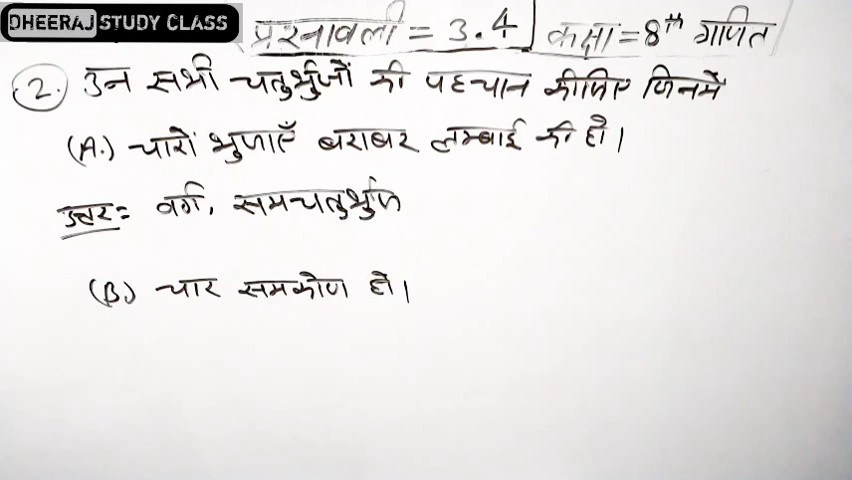 DHEERAJ STUDY CLASS
प्रश्नावली = 3.4 कक्षा = 8th गणित
2. उन सभी चतुर्भुजों की पहचान कीजिए जिनमें
(A.) चारों भुजाएँ बराबर लम्बाई की हो।
उत्तर = वर्ग, समचतुर्भुज
(B.) चार समकोण हो।